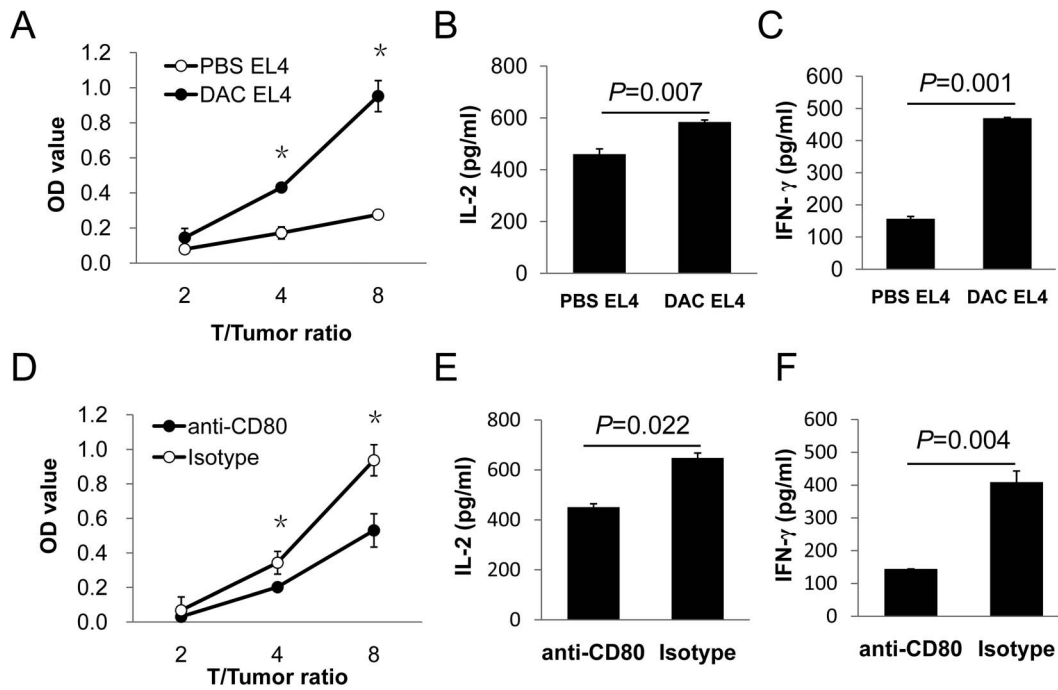 A
1.2
1.0
0.8
0.6
0.4
0.2
0.0
OD value
PBS EL4
DAC EL4
*
*
2 4 8
T/Tumor ratio
B
800
600
400
200
0
IL-2 (pg/ml)
P=0.007
PBS EL4 DAC EL4
C
600
500
400
300
200
100
0
IFN- γ (pg/ml)
P=0.001
PBS EL4 DAC EL4
D
1.2
1.0
0.8
0.6
0.4
0.2
0.0
OD value
anti-CD80
Isotype
*
*
2 4 8
T/Tumor ratio
E
800
600
400
200
0
IL-2 (pg/ml)
P=0.022
anti-CD80 Isotype
F
600
500
400
300
200
100
0
IFN-γ (pg/ml)
P=0.004
anti-CD80 Isotype